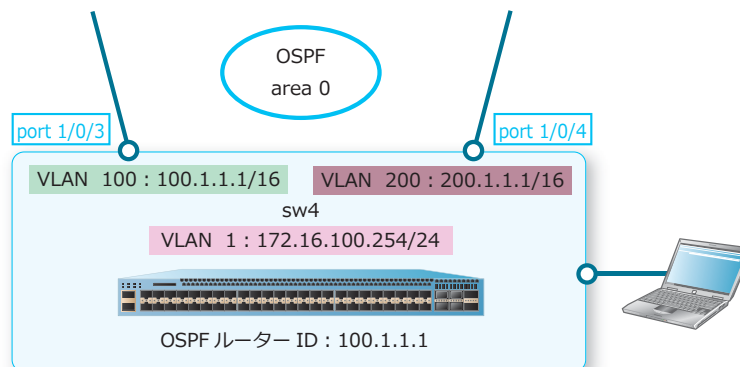 OSPF
area 0
port 1/0/3
port 1/0/4
VLAN 100：100.1.1.1/16
VLAN 200：200.1.1.1/16
sw4
VLAN 1：172.16.100.254/24
OSPF ルーター ID：100.1.1.1